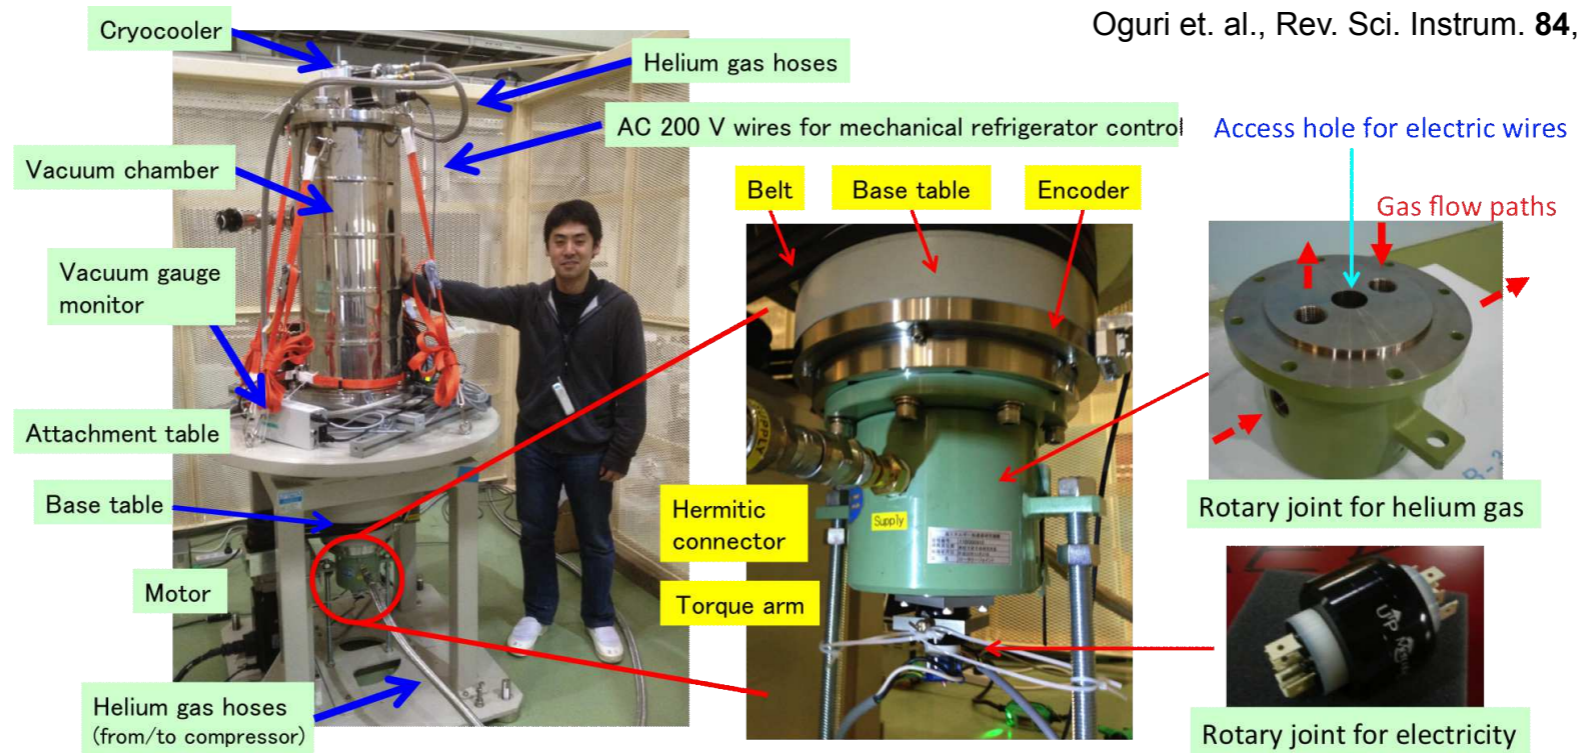 Oguri et. al., Rev. Sci. Instrum. 84,
Cryocooler
Helium gas hoses
AC 200 V wires for mechanical refrigerator control
Access hole for electric wires
Vacuum chamber
Belt
Base table
Encoder
Gas flow paths
Vacuum gauge
monitor
Attachment table
Base table
Hermitic
connector
SUPPLY
Supply
Rotary joint for helium gas
Motor
Torque arm
UP
Helium gas hoses
(from/to compressor)
Rotary joint for electricity